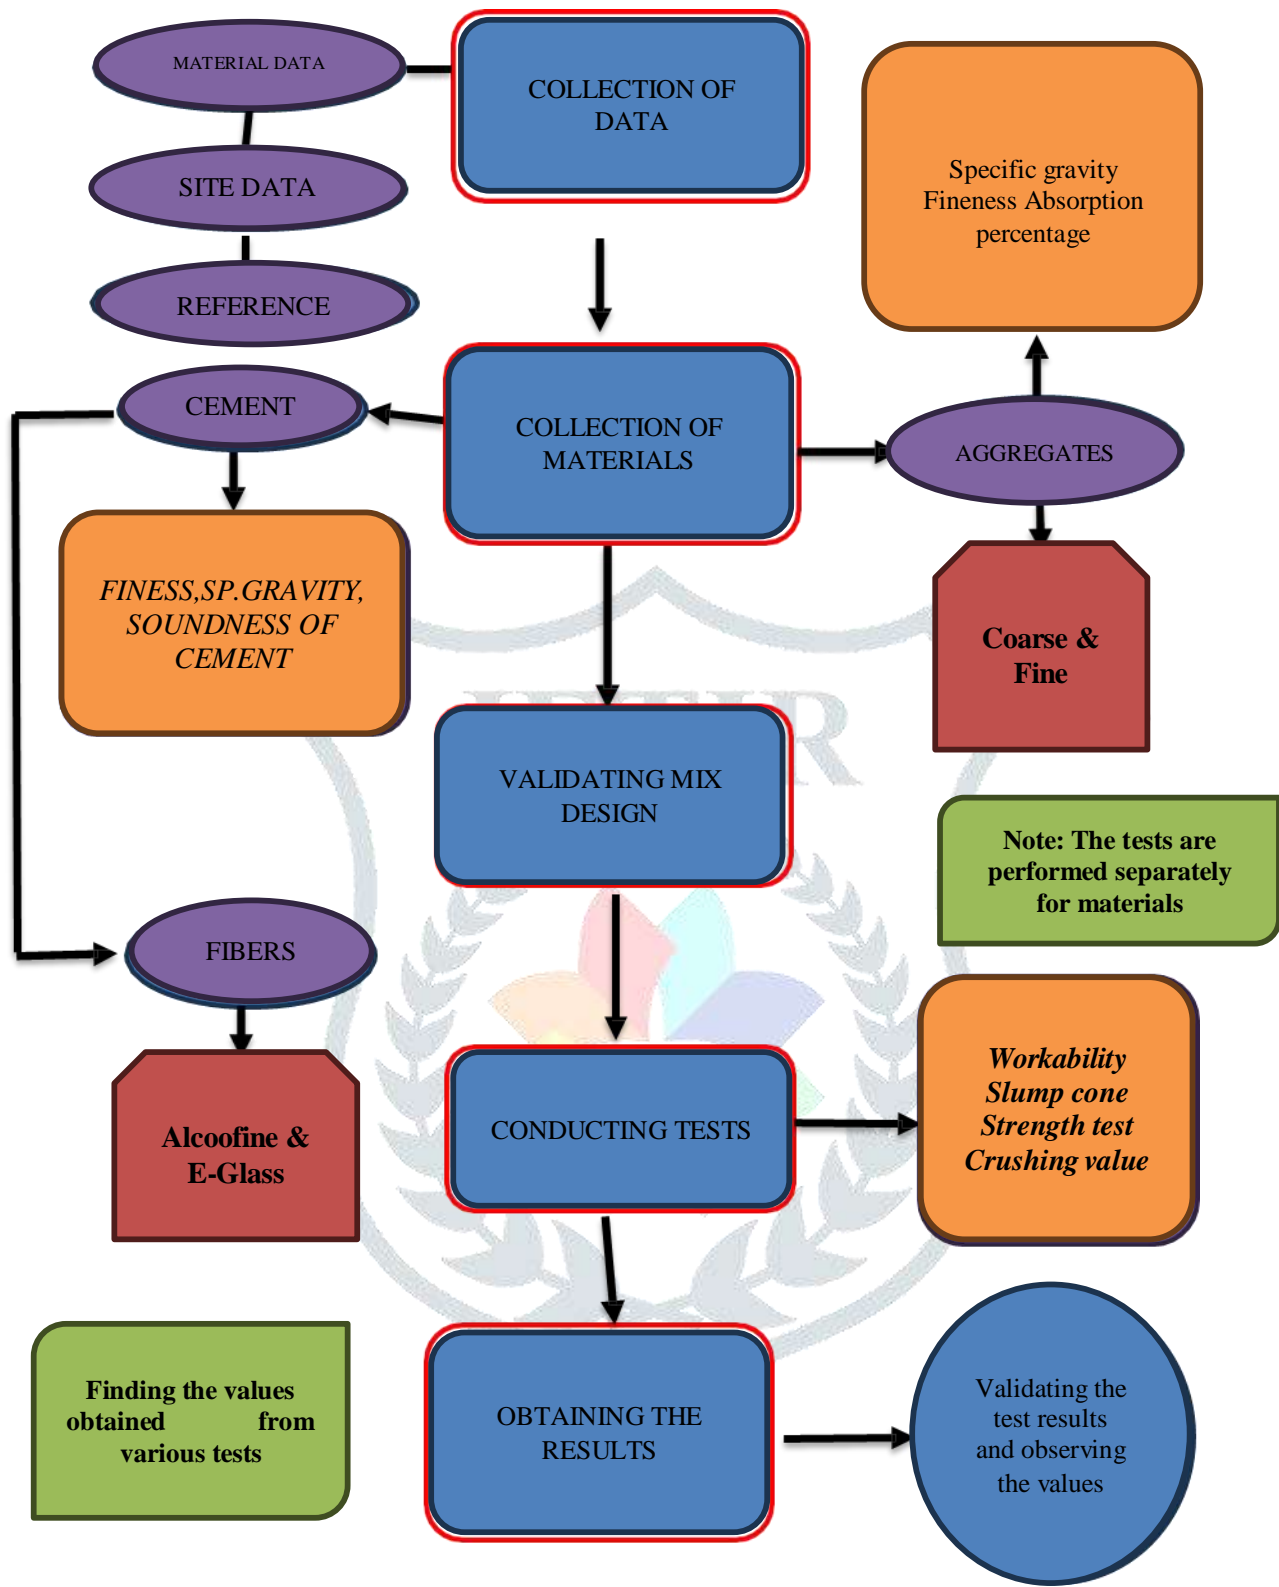 MATERIAL DATA
COLLECTION OF
DATA
SITE DATA
REFERENCE
Specific gravity
Fineness Absorption
percentage
CEMENT
COLLECTION OF
MATERIALS
AGGREGATES
FINESS,SP.GRAVITY,
SOUNDNESS OF
CEMENT
Coarse &
Fine
JETIR
VALIDATING MIX
DESIGN
Note: The tests are
performed separately
for materials
FIBERS
Alcoofine &
E-Glass
CONDUCTING TESTS
Workability
Slump cone
Strength test
Crushing value
Finding the values
obtained from
various tests
OBTAINING THE
RESULTS
Validating the
test results
and observing
the values